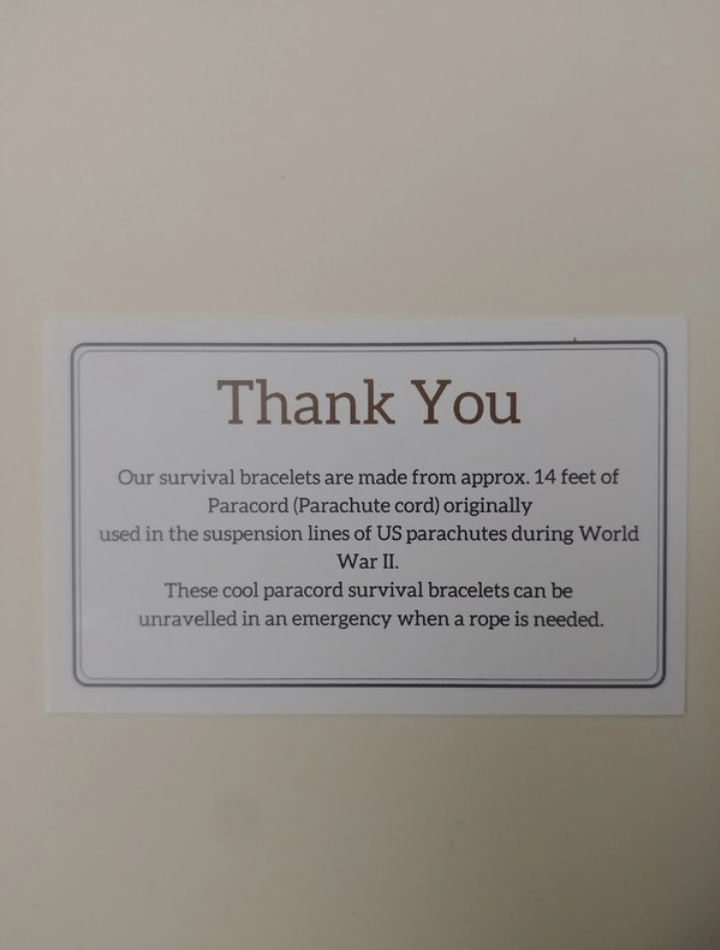 Thank You
Our survival bracelets are made from approx. 14 feet of
Paracord (Parachute cord) originally
used in the suspension lines of US parachutes during World
War II.
These cool paracord survival bracelets can be
unravelled in an emergency when a rope is needed.